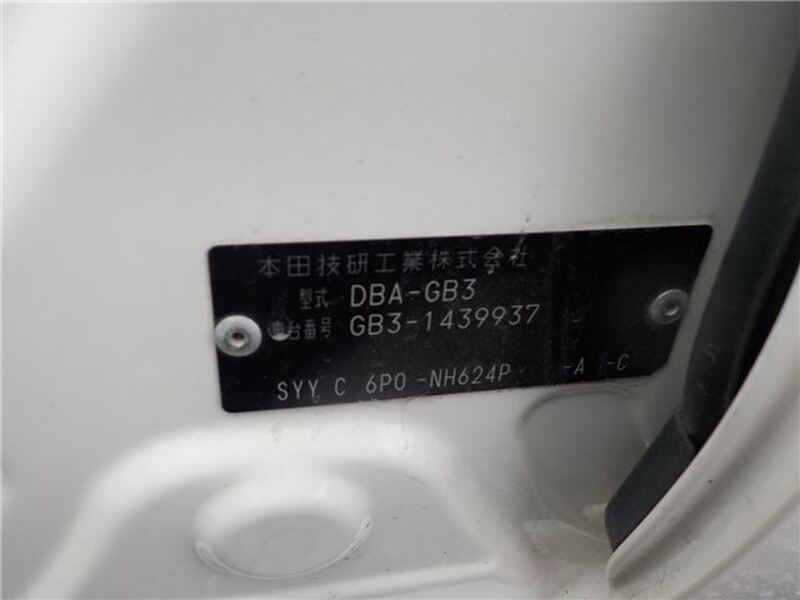 本田技研工業株式会社
型式 DBA-GB3
車台番号 GB3-1439937
SYY C 6P0 -NH624P -A -C